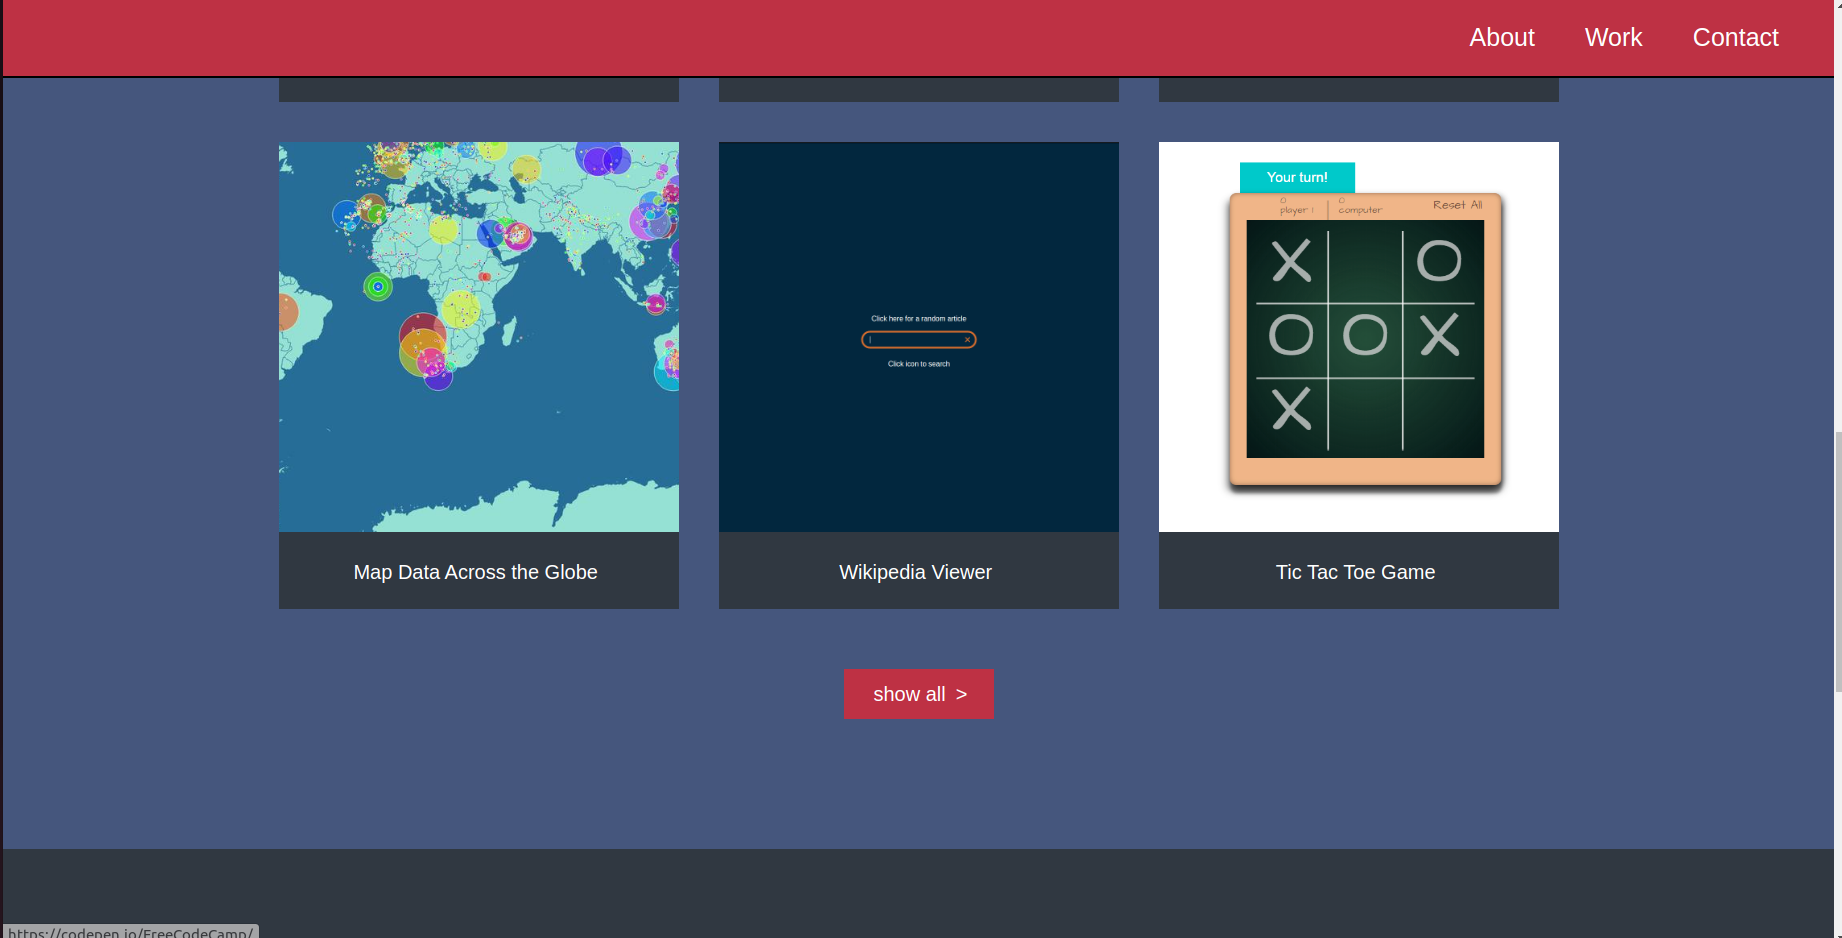 About Work Contact
Your turn!
0 0
player 1 computer Reset All
X O
O O X
X
Click here for a random article
Click icon to search
Map Data Across the Globe
Wikipedia Viewer
Tic Tac Toe Game
show all >
https://codepen.io/FreeCodeCamp/